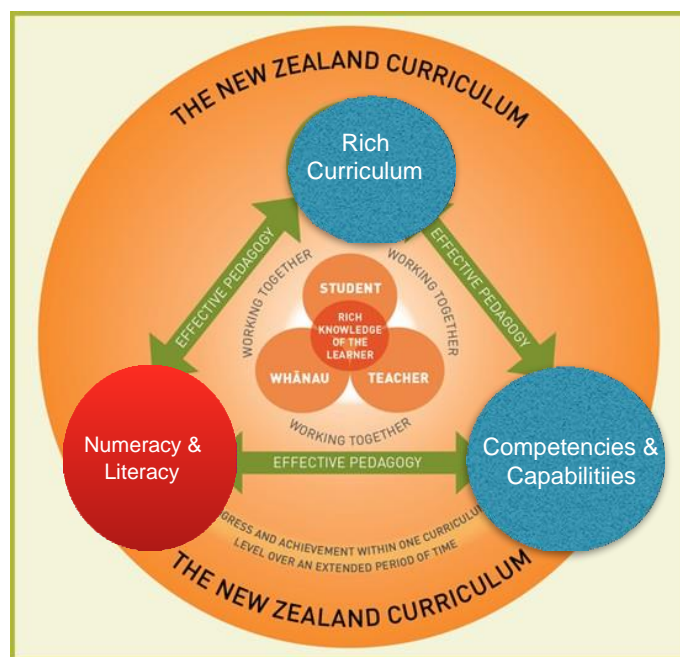 THE NEW ZEALAND CURRICULUM
Rich
Curriculum
EFFECTIVE PEDAGOGY
EFFECTIVE PEDAGOGY
WORKING TOGETHER
WORKING TOGETHER
STUDENT
RICH
KNOWLEDGE
OF THE
LEARNER
WHĀNAU
TEACHER
WORKING TOGETHER
Numeracy &
Literacy
EFFECTIVE PEDAGOGY
Competencies &
Capabilitiies
AND ACHIEVEMENT WITHIN ONE CURRICULUM
LEVEL OVER AN EXTENDED PERIOD OF TIME
THE NEW ZEALAND CURRICULUM